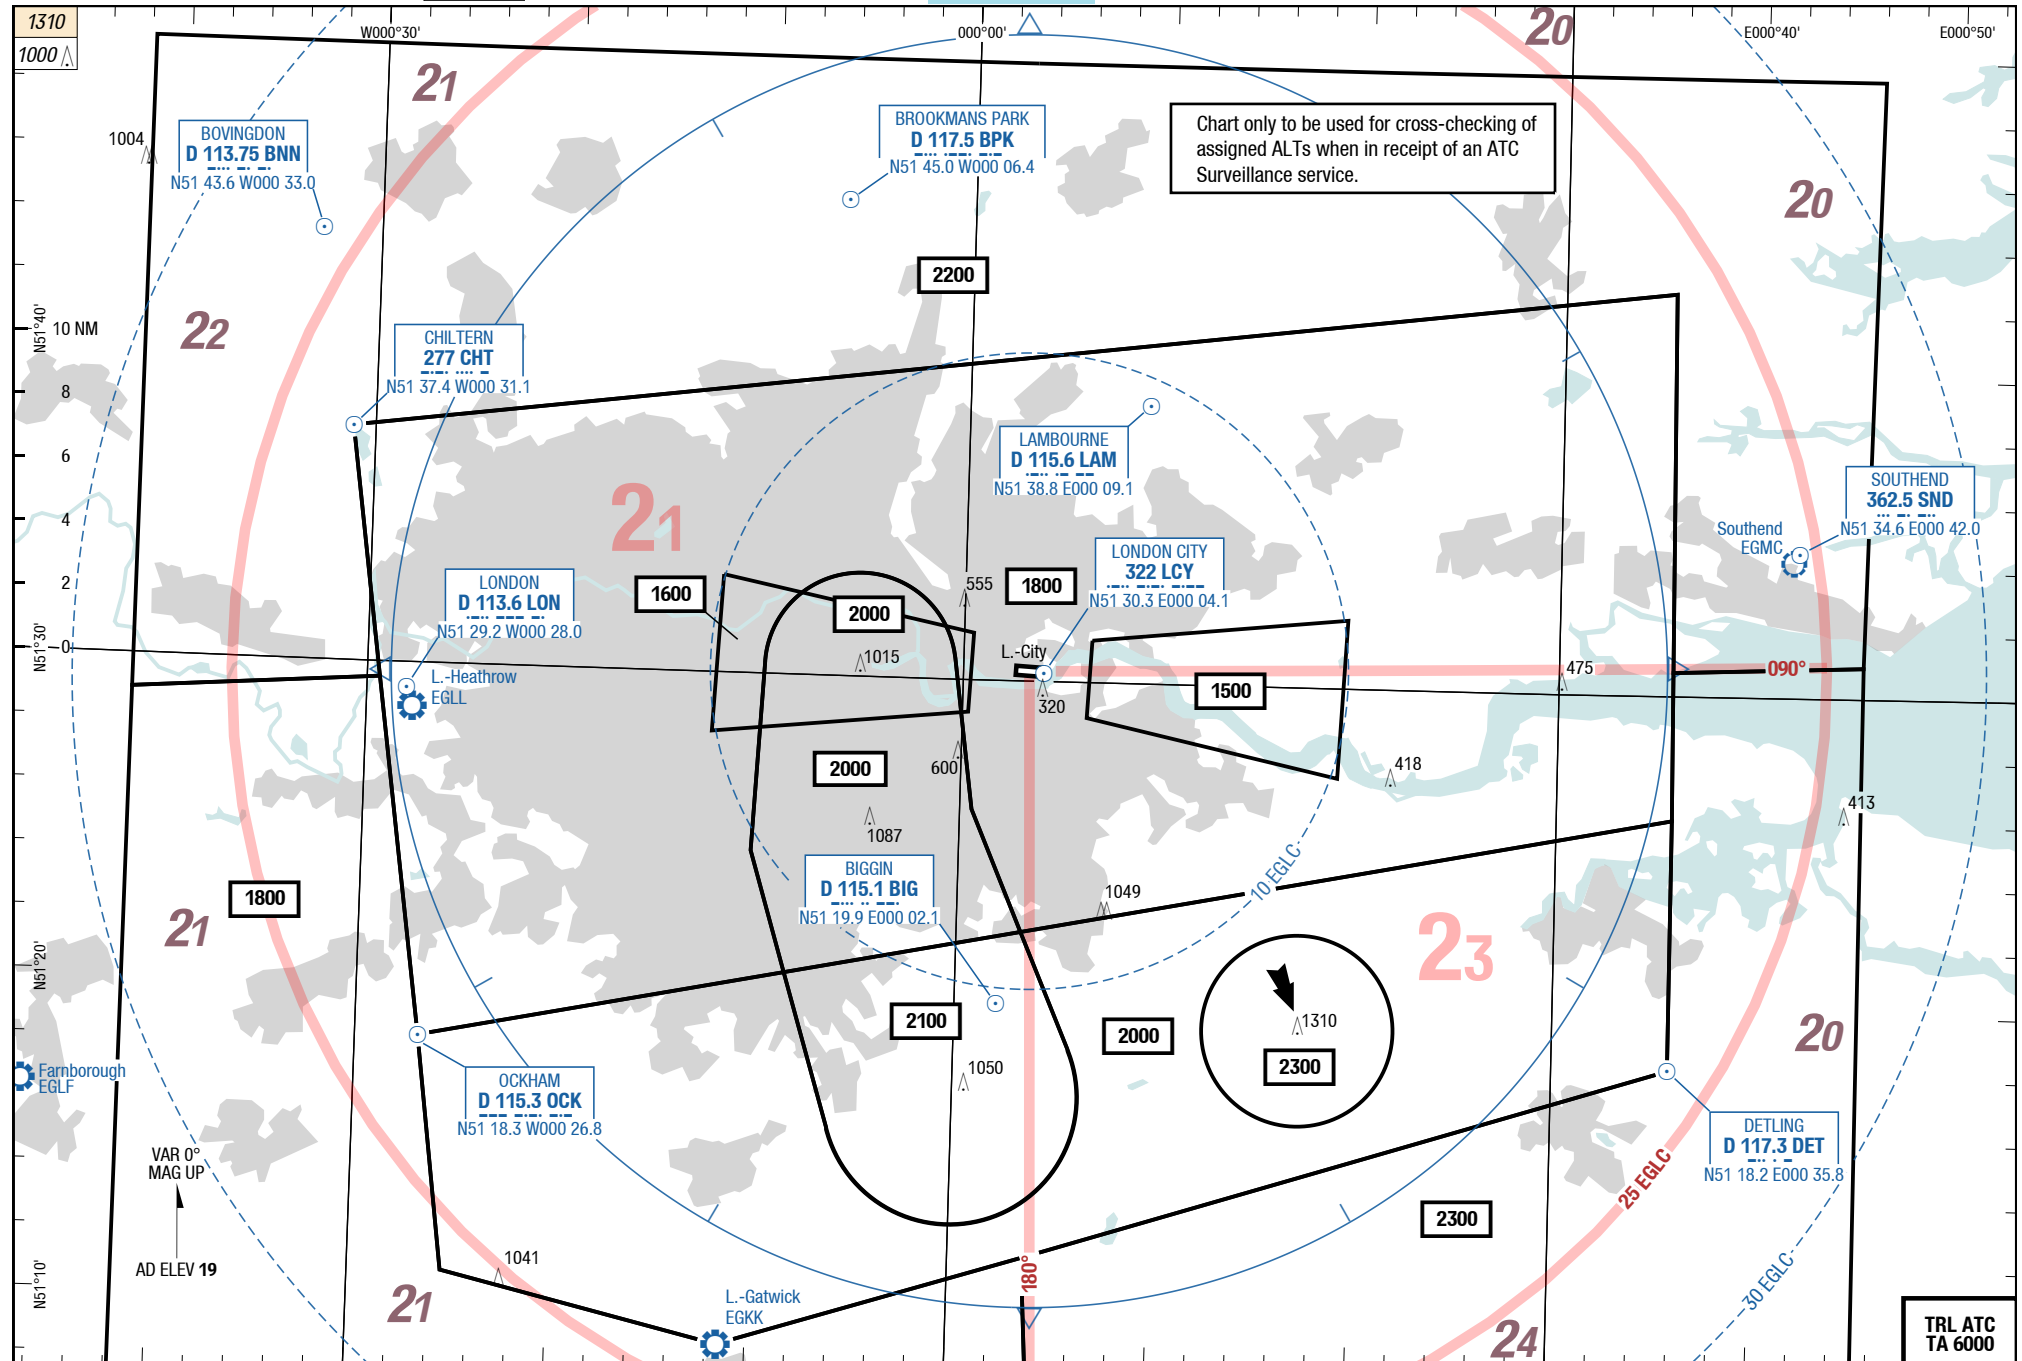 1310
1000
W000°30'
000°00'
20
E000°40'
E000°50'
21
1004
BOVINGDON
D 113.75 BNN
N51 43.6 W000 33.0
BROOKMANS PARK
D 117.5 BPK
N51 45.0 W000 06.4
Chart only to be used for cross-checking of
assigned ALTs when in receipt of an ATC
Surveillance service.
20
2200
22
N51°40'
10 NM
8
6
4
2
0
CHILTERN
277 CHT
N51 37.4 W000 31.1
LAMBOURNE
D 115.6 LAM
N51 38.8 E000 09.1
21
SOUTHEND
362.5 SND
N51 34.6 E000 42.0
Southend
EGMC
LONDON
D 113.6 LON
N51 29.2 W000 28.0
LONDON CITY
322 LCY
N51 30.3 E000 04.1
1600
2000
555
1800
N51°30'
1015
L.-City
320
L.-Heathrow
EGLL
1500
475
090°
600
2000
418
413
1087
BIGGIN
D 115.1 BIG
N51 19.9 E000 02.1
10 EGLC
1049
1800
21
N51°20'
23
2100
2000
1310
2300
20
1050
Farnborough
EGLF
OCKHAM
D 115.3 OCK
N51 18.3 W000 26.8
DETLING
D 117.3 DET
N51 18.2 E000 35.8
VAR 0°
MAG UP
AD ELEV 19
25 EGLC
2300
1041
180°
N51°10'
21
L.-Gatwick
EGKK
30 EGLC
24
TRL ATC
TA 6000